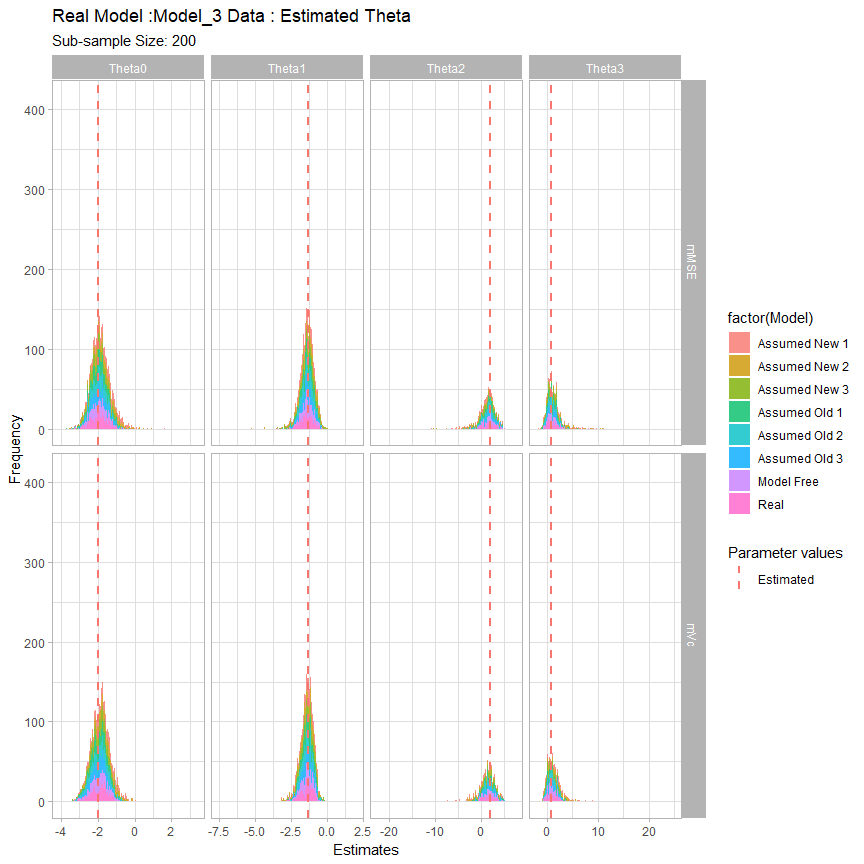 Real Model :Model_3 Data : Estimated Theta
Sub-sample Size: 200
Theta0 Theta1 Theta2 Theta3
400
300
200
100
0
mMSE
400
300
200
100
0
mVc
Frequency
-4 -2 0 2 -7.5 -5.0 -2.5 0.0 2.5 -20 -10 0 0 10 20
Estimates
factor(Model)
Assumed New 1
Assumed New 2
Assumed New 3
Assumed Old 1
Assumed Old 2
Assumed Old 3
Model Free
Real
Parameter values
Estimated